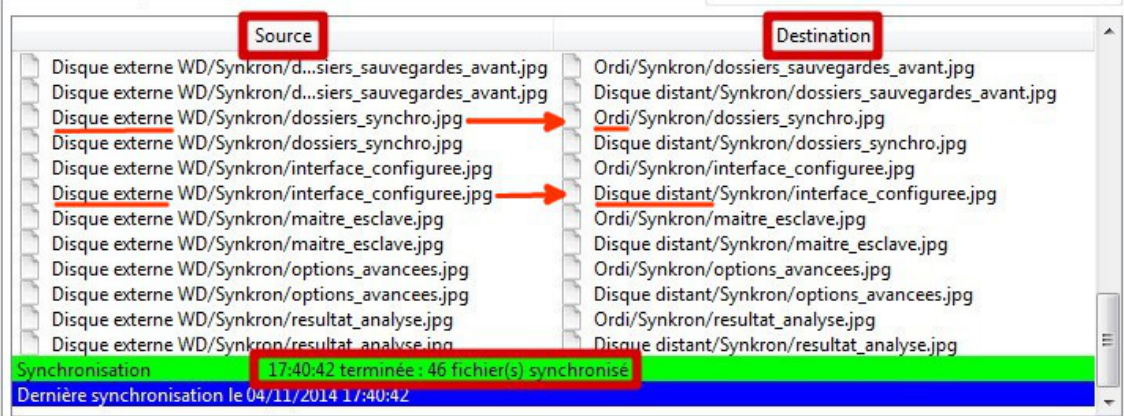 Source Destination
Disque externe WD/Synkron/d...siers_sauvegardes_avant.jpg Ordi/Synkron/dossiers_sauvegardes_avant.jpg
Disque externe WD/Synkron/d...siers_sauvegardes_avant.jpg Disque distant/Synkron/dossiers_sauvegardes_avant.jpg
Disque externe WD/Synkron/dossiers_synchro.jpg Ordi/Synkron/dossiers_synchro.jpg
Disque externe WD/Synkron/dossiers_synchro.jpg Disque distant/Synkron/dossiers_synchro.jpg
Disque externe WD/Synkron/interface_configuree.jpg Ordi/Synkron/interface_configuree.jpg
Disque externe WD/Synkron/interface_configuree.jpg Disque distant/Synkron/interface_configuree.jpg
Disque externe WD/Synkron/maitre_esclave.jpg Ordi/Synkron/maitre_esclave.jpg
Disque externe WD/Synkron/maitre_esclave.jpg Disque distant/Synkron/maitre_esclave.jpg
Disque externe WD/Synkron/options_avancees.jpg Ordi/Synkron/options_avancees.jpg
Disque externe WD/Synkron/options_avancees.jpg Disque distant/Synkron/options_avancees.jpg
Disque externe WD/Synkron/resultat_analyse.jpg Ordi/Synkron/resultat_analyse.jpg
Disque externe WD/Synkron/resultat_analyse.jpg Disque distant/Synkron/resultat_analyse.jpg
Synchronisation 17:40:42 terminée : 46 fichier(s) synchronisé
Dernière synchronisation le 04/11/2014 17:40:42